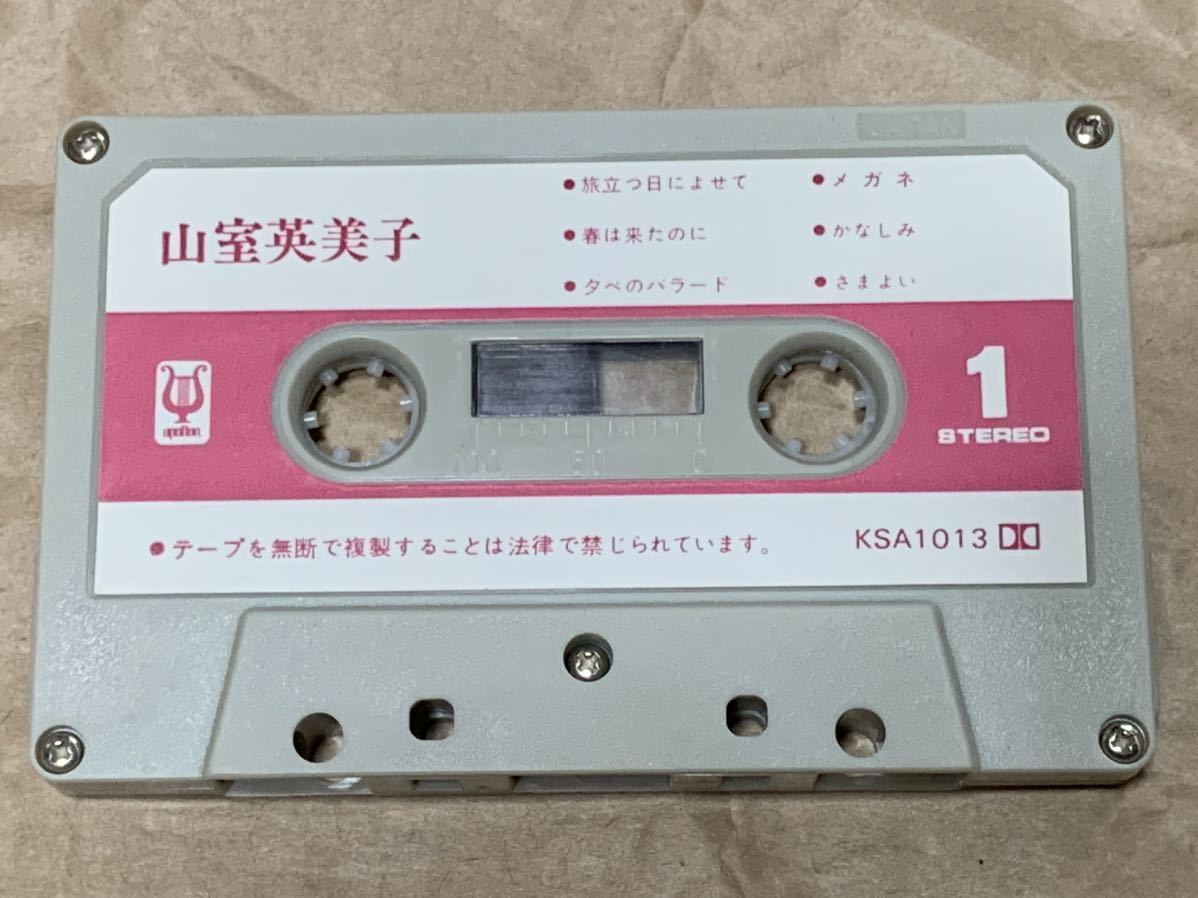 JAPAN
山室英美子
●旅立つ日によせて
●春は来たのに
●夕べのバラード
●メガネ
●かなしみ
●さまよい
apollon
1
STEREO
100 50 0
●テープを無断で複製することは法律で禁じられています。
KSA1013